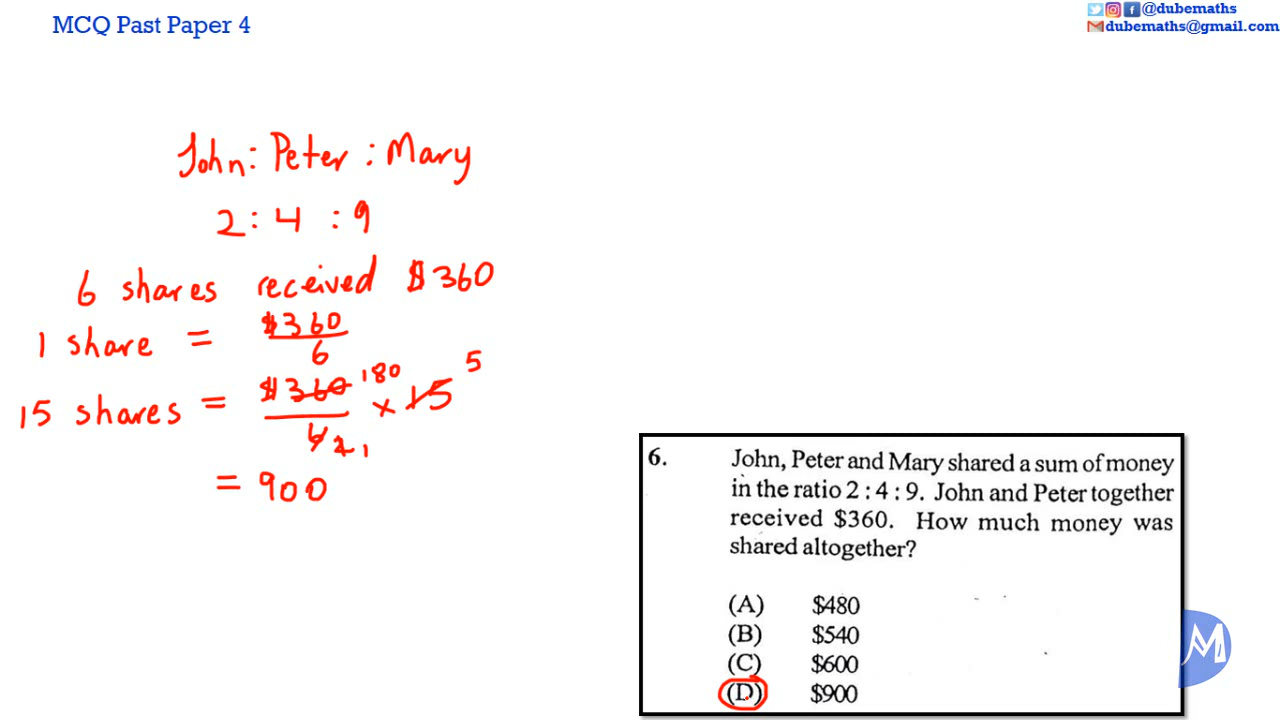 MCQ Past Paper 4
@dubemaths
dubemaths@gmail.com
John: Peter : Mary
2 : 4 : 9
6 shares received $360
1 share = $360
6
15 shares = $360 180 × 15 5
6 2 1
= 900
6. John, Peter and Mary shared a sum of money
in the ratio 2 : 4 : 9. John and Peter together
received $360. How much money was
shared altogether?
(A) $480
(B) $540
(C) $600
(D) $900
M